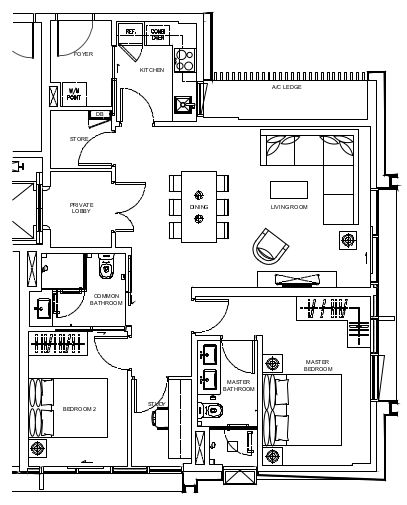 FOYER
REF.
COMBI
OVEN
KITCHEN
W/M
POINT
A/C LEDGE
DB
STORE
PRIVATE
LOBBY
DINING
LIVING ROOM
COMMON
BATHROOM
MASTER
BEDROOM
MASTER
BATHROOM
BEDROOM 2
STUDY